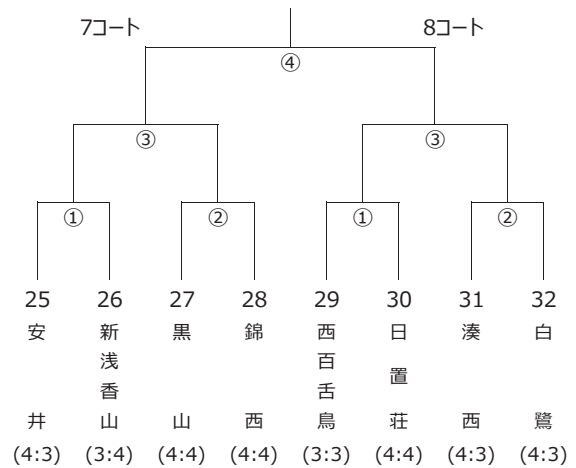 7コート 8コート
④
③ ③
① ② ① ②
25 26 27 28 29 30 31 32
安井 新浅香山 黒山 錦西 西百舌鳥 日置荘 湊西 白鷺
(4:3) (3:4) (4:4) (4:4) (3:3) (4:4) (4:3) (4:3)